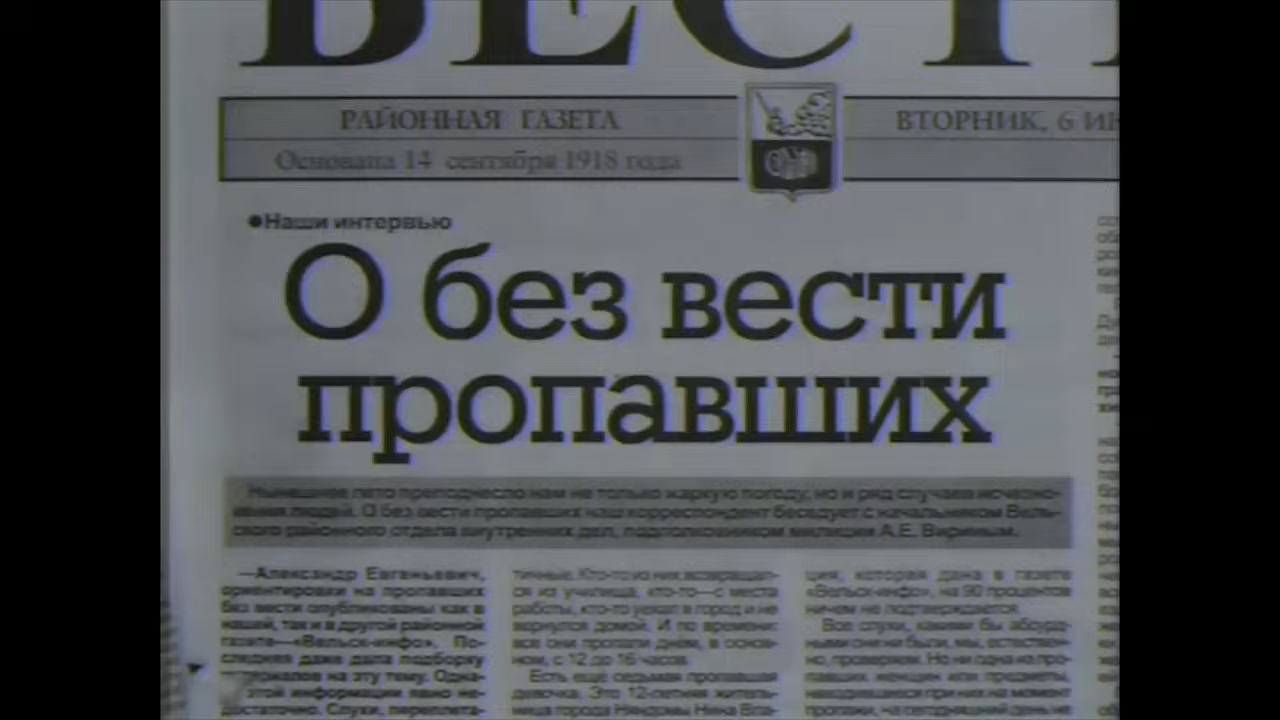 ВЕСТ
РАЙОННАЯ ГАЗЕТА
ВТОРНИК, 6 ИЮ
Основана 14 сентября 1918 года
●Наши интервью
О без вести
пропавших
Нынешнее лето преподнесло нам не только жаркую погоду, но и ряд случаев исчезно-
вения людей. О без вести пропавших наш корреспондент беседует с начальником Вель-
ского районного отдела внутренних дел, подполковником милиции А.Е. Вириным.
—Александр Евгеньевич,
ориентировки на пропавших
без вести опубликованы как в
нашей, так и в другой районной
газете—«Вельск-инфо». По-
следняя даже дала подборку
материалов на эту тему. Одна-
этой информации явно не-
достаточно. Слухи, переплета-
тичные. Кто-то из них возвращал-
ся из училища, кто-то—с места
работы, кто-то уехал в город и не
вернулся домой. И по времени:
все они пропали днём, в основ-
ном, с 12 до 16 часов.
Есть ещё седьмая пропавшая
девочка. Это 12-летняя житель-
ница города Няндомы Нина Вла-
ция, которая дана в газете
«Вельск-инфо», на 90 процентов
ничем не подтверждается.
Все слухи, какими бы абсурд-
ными они ни были, мы, естествен-
но, проверяем. Но ни одна из про-
павших женщин или предметы,
находившиеся при них на момент
пропажи, на сегодняшний день не